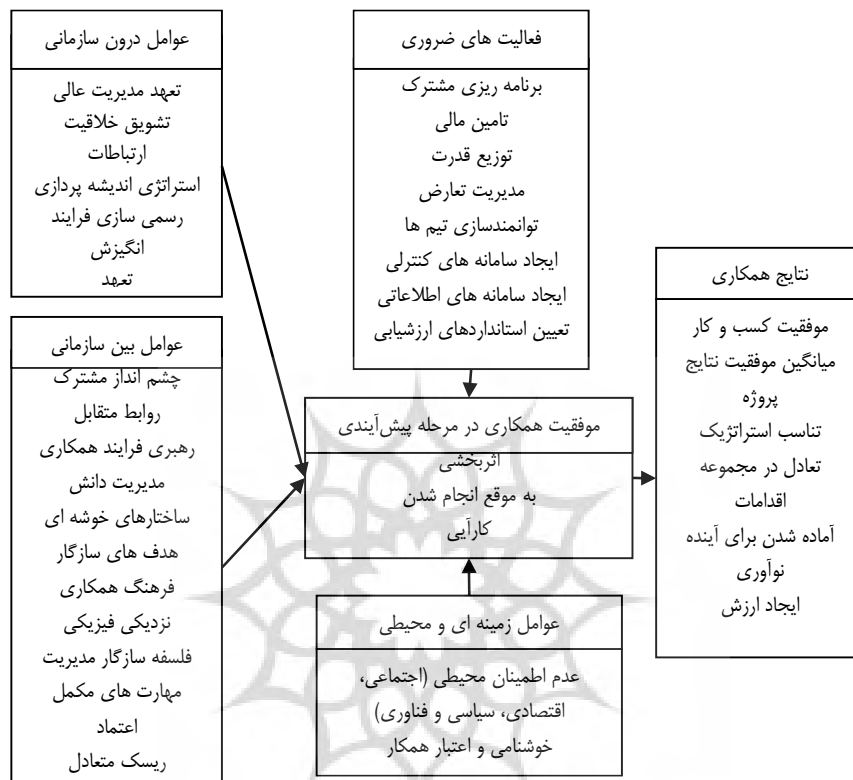 عوامل درون سازمانی
تعهد مدیریت عالی
تشویق خلاقیت
ارتباطات
استراتژی اندیشه پردازی
رسمی سازی فرایند
انگیزش
تعهد
فعالیت های ضروری
برنامه ریزی مشترک
تامین مالی
توزیع قدرت
مدیریت تعارض
توانمندسازی تیم ها
ایجاد سامانه های کنترلی
ایجاد سامانه های اطلاعاتی
تعیین استانداردهای ارزشیابی
عوامل بین سازمانی
چشم انداز مشترک
روابط متقابل
رهبری فرایند همکاری
مدیریت دانش
ساختارهای خوشه ای
هدف های سازگار
فرهنگ همکاری
نزدیکی فیزیکی
فلسفه سازگار مدیریت
مهارت های مکمل
اعتماد
ریسک متعادل
موفقیت همکاری در مرحله پیش‌آیندی
اثربخشی
به موقع انجام شدن
کارآیی
عوامل زمینه ای و محیطی
عدم اطمینان محیطی (اجتماعی،
اقتصادی، سیاسی و فناوری)
خوشنامی و اعتبار همکار
نتایج همکاری
موفقیت کسب و کار
میانگین موفقیت نتایج
پروژه
تناسب استراتژیک
تعادل در مجموعه
اقدامات
آماده شدن برای آینده
نوآوری
ایجاد ارزش